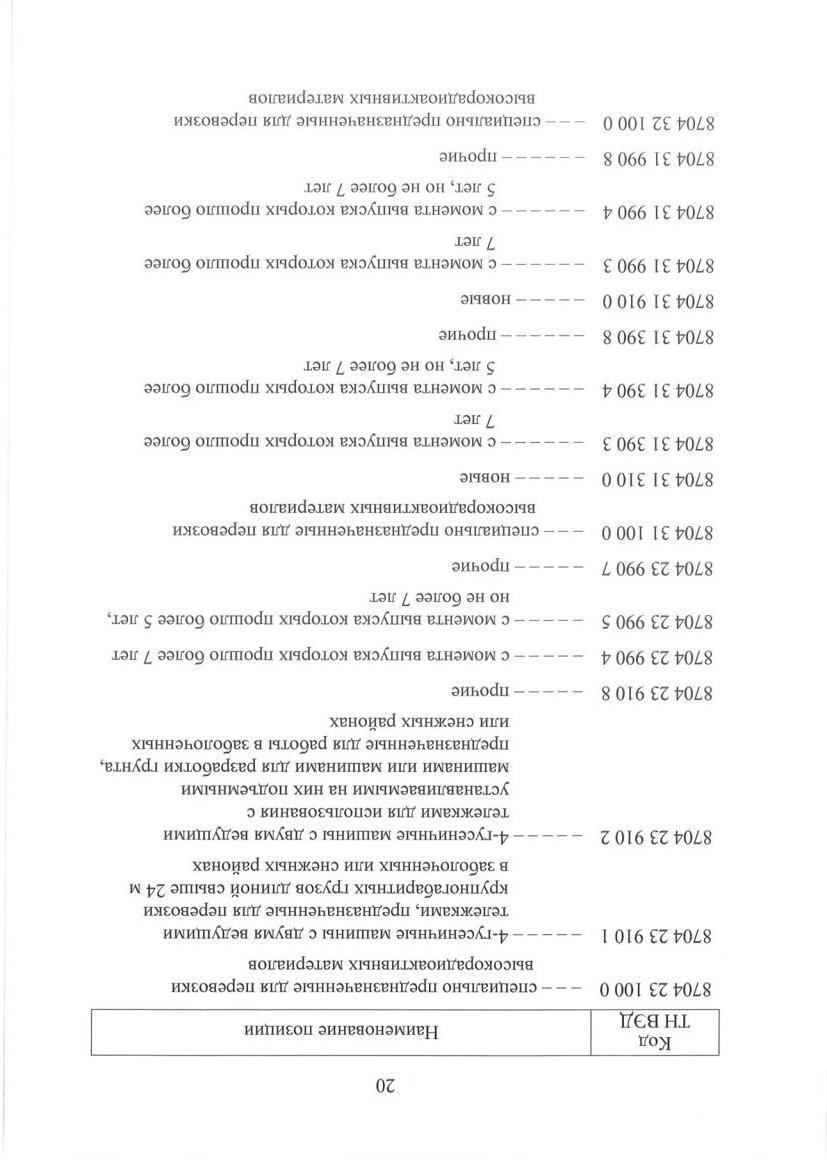 20
Код
ТН ВЭД
Наименование позиции
8704 23 100 0 – – – специально предназначенные для перевозки
высокорадиоактивных материалов
8704 23 910 1 – – – – – 4-гусеничные машины с двумя ведущими
тележками, предназначенные для перевозки
крупногабаритных грузов длиной свыше 24 м
в заболоченных или снежных районах
8704 23 910 2 – – – – – 4-гусеничные машины с двумя ведущими
тележками для использования с
устанавливаемыми на них подъемными
машинами или машинами для разработки грунта,
предназначенные для работы в заболоченных
или снежных районах
8704 23 910 8 – – – – – прочие
8704 23 990 4 – – – – – с момента выпуска которых прошло более 7 лет
8704 23 990 5 – – – – – с момента выпуска которых прошло более 5 лет,
но не более 7 лет
8704 23 990 7 – – – – – прочие
8704 31 100 0 – – – специально предназначенные для перевозки
высокорадиоактивных материалов
8704 31 310 0 – – – – – новые
8704 31 390 3 – – – – – – с момента выпуска которых прошло более
7 лет
8704 31 390 4 – – – – – – с момента выпуска которых прошло более
5 лет, но не более 7 лет
8704 31 390 8 – – – – – – прочие
8704 31 910 0 – – – – – новые
8704 31 990 3 – – – – – – с момента выпуска которых прошло более
7 лет
8704 31 990 4 – – – – – – с момента выпуска которых прошло более
5 лет, но не более 7 лет
8704 31 990 8 – – – – – – прочие
8704 32 100 0 – – – специально предназначенные для перевозки
высокорадиоактивных материалов